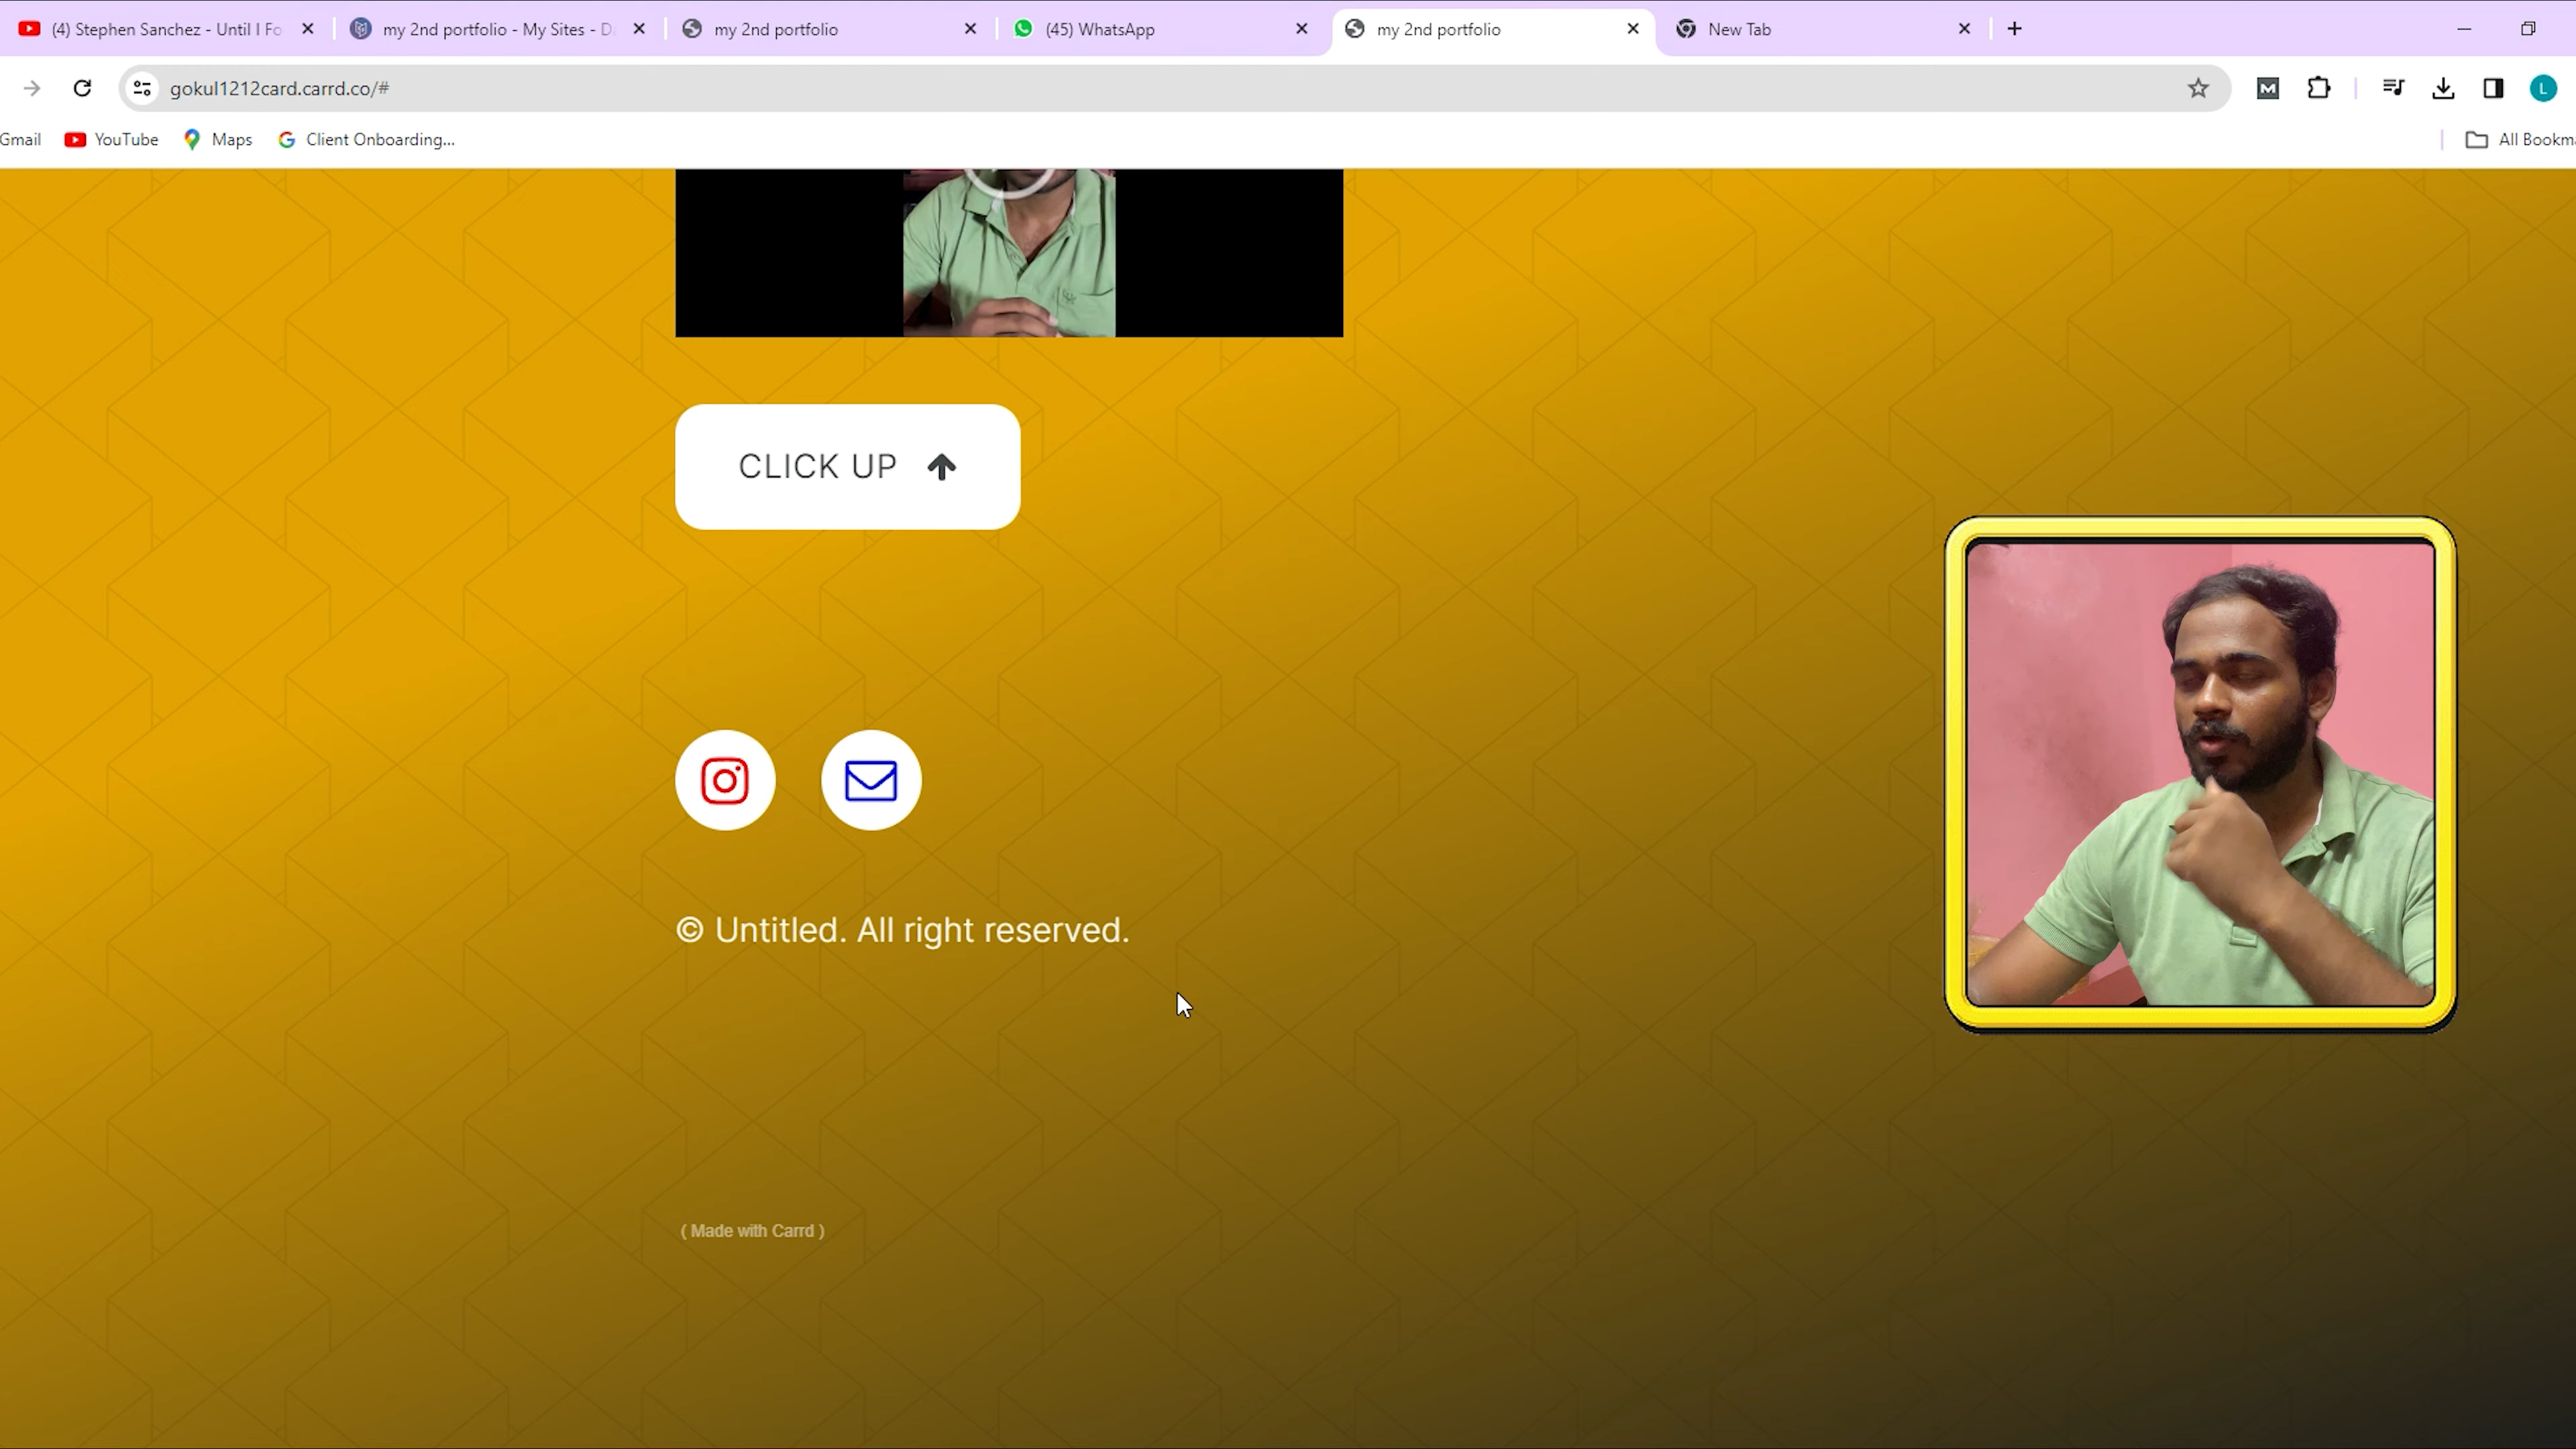 (4) Stephen Sanchez - Until I Fo
my 2nd portfolio - My Sites - D
my 2nd portfolio
(45) WhatsApp
my 2nd portfolio
New Tab
gokul1212card.carrd.co/#
M
L
Gmail
YouTube
Maps
Client Onboarding...
All Bookm
CLICK UP
© Untitled. All right reserved.
( Made with Carrd )